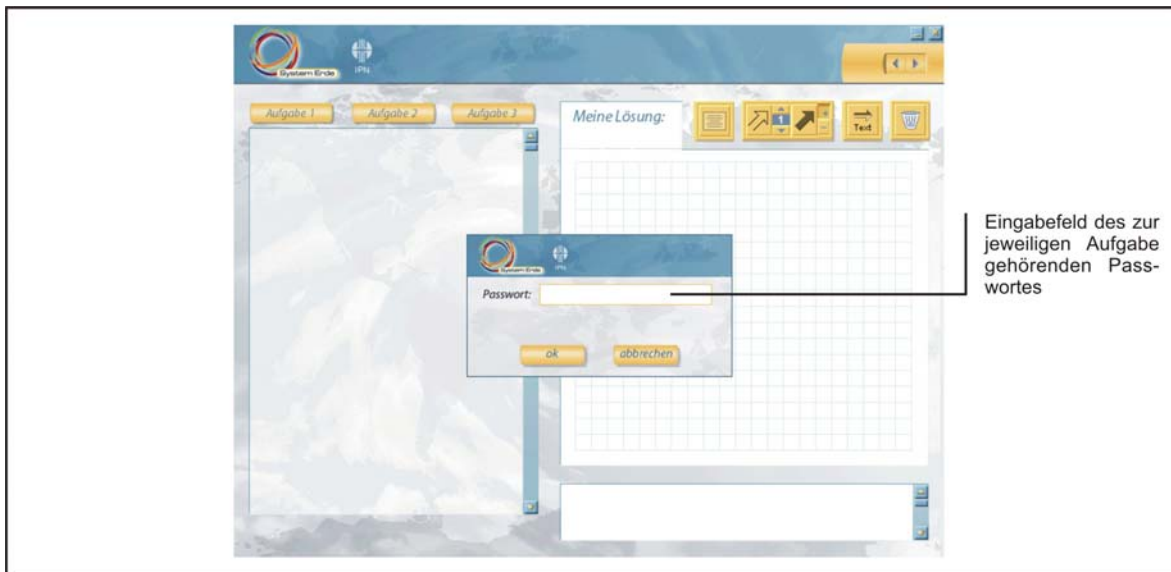 System Erde
IPN
Aufgabe 1
Aufgabe 2
Aufgabe 3
Meine Lösung:
1
Text
System Erde
IPN
Passwort:
ok
abbrechen
Eingabefeld des zur
jeweiligen Aufgabe
gehörenden Pass-
wortes